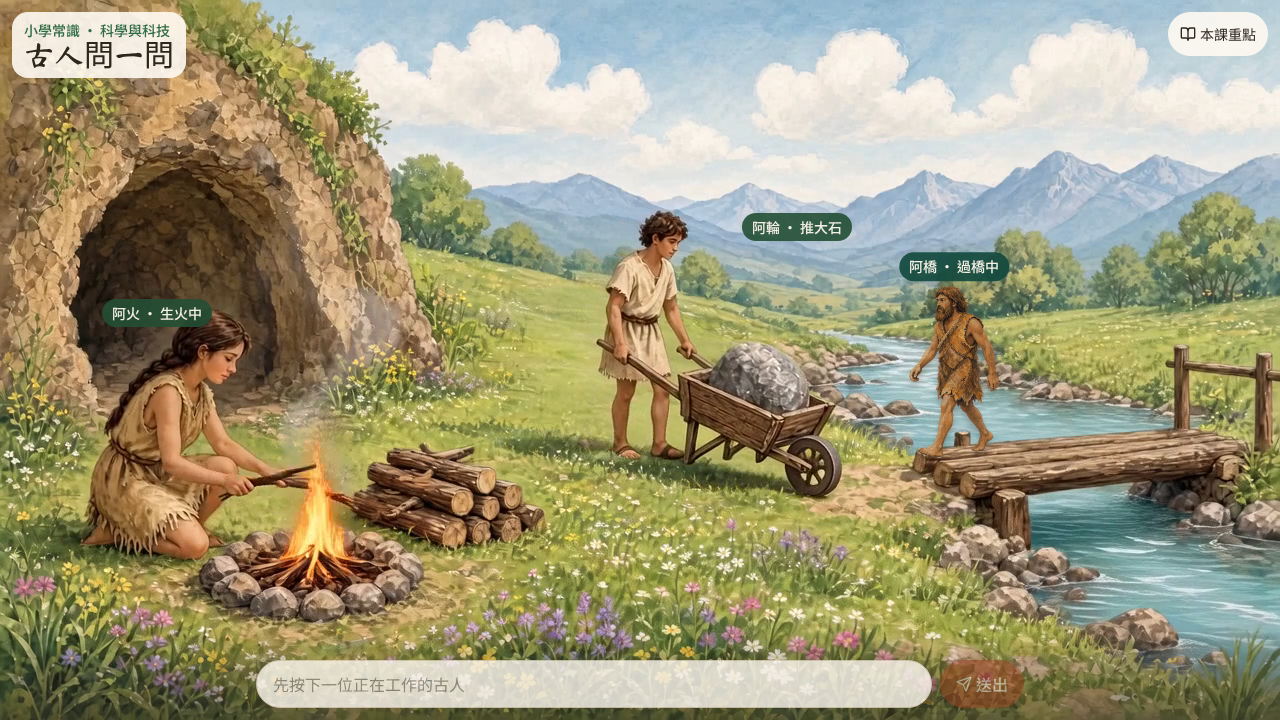 小學常識 · 科學與科技
古人問一問
本課重點
阿輪 · 推大石
阿橋 · 過橋中
阿火 · 生火中
先按下一位正在工作的古人
送出